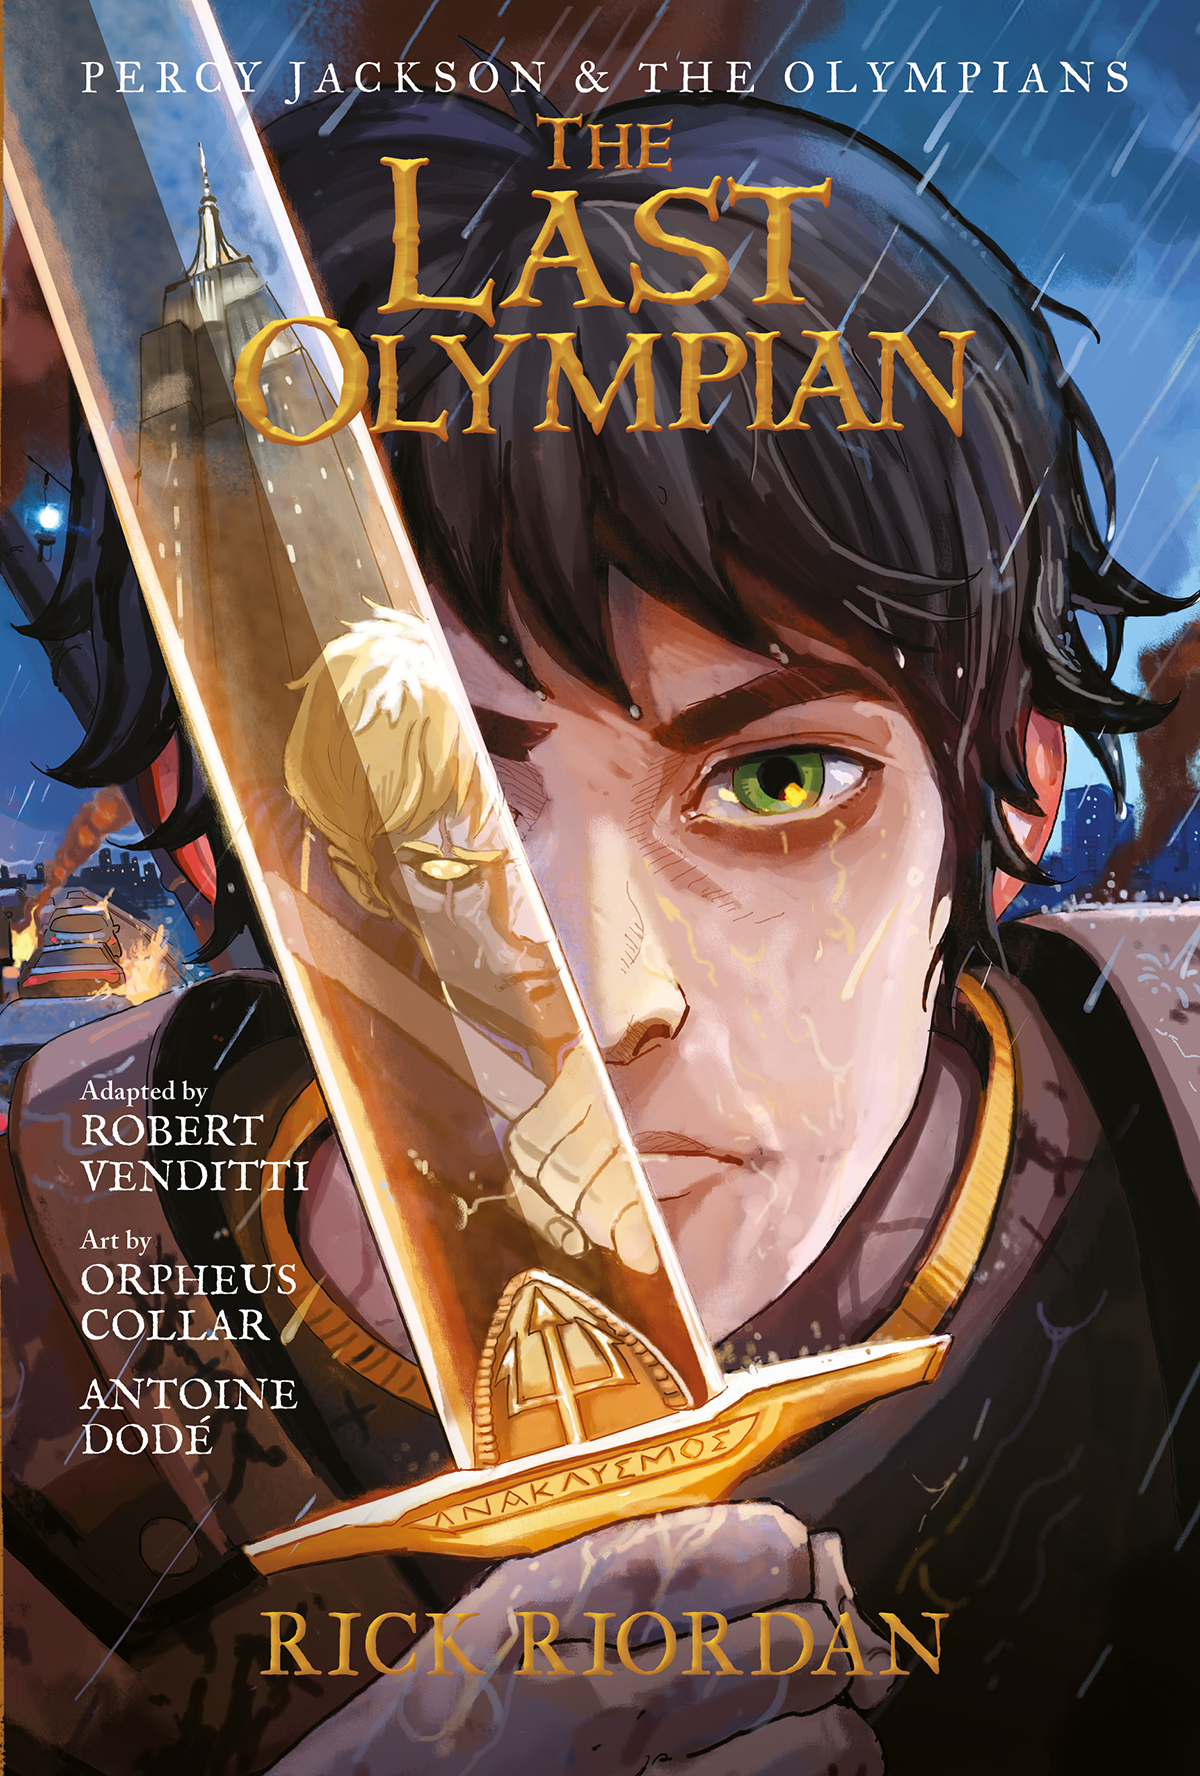 PERCY JACKSON & THE OLYMPIANS
THE
LAST
OLYMPIAN
Adapted by
ROBERT
VENDITTI
Art by
ORPHEUS
COLLAR
ANTOINE
DODÉ
ΑΝΑΚΛΥΣΜΟΣ
RICK RIORDAN